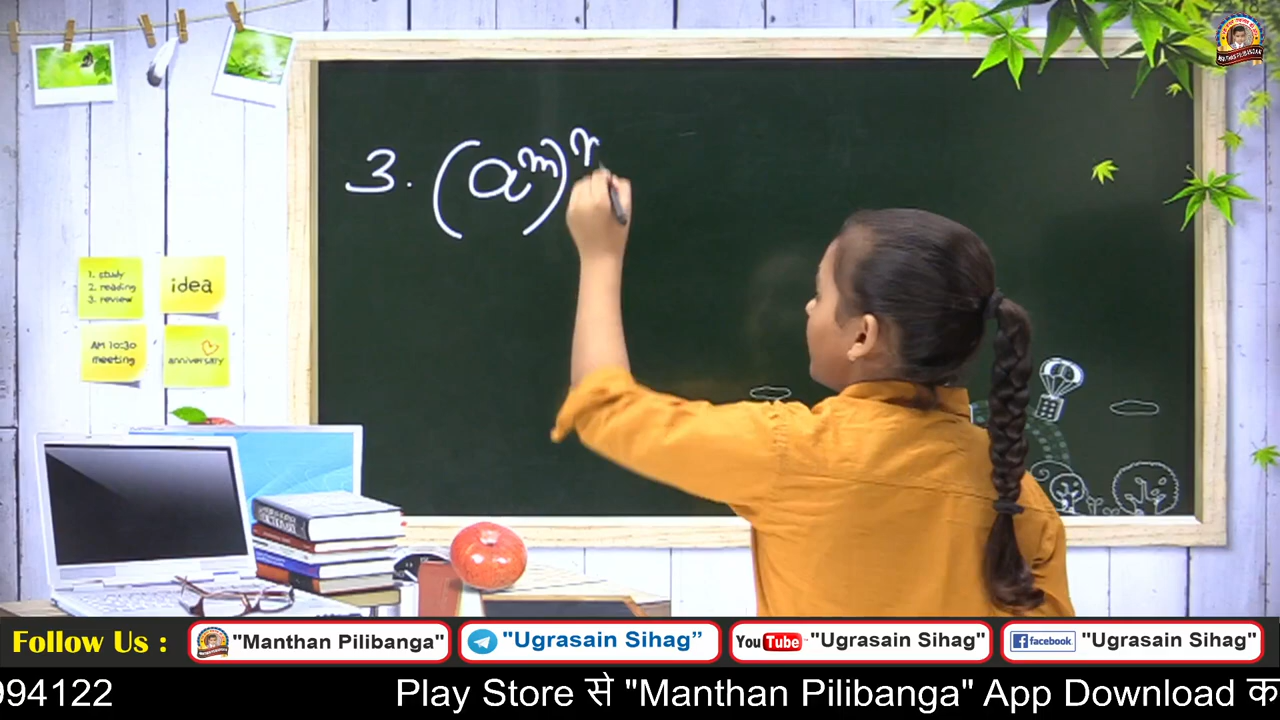 3. (a^m)^n
1. study
2. reading
3. review
idea
AM 10:30
meeting
anniversary
Follow Us :
"Manthan Pilibanga"
"Ugrasain Sihag”
YouTube "Ugrasain Sihag"
facebook "Ugrasain Sihag"
994122
Play Store से "Manthan Pilibanga" App Download क